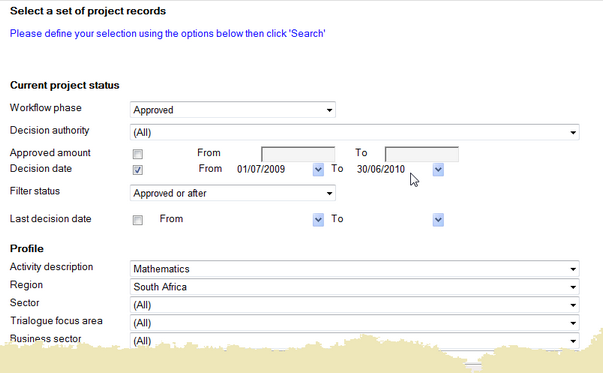 Select a set of project records
Please define your selection using the options below then click 'Search'
Current project status
Workflow phase Approved
Decision authority (All)
Approved amount From To
Decision date From 01/07/2009 To 30/06/2010
Filter status Approved or after
Last decision date From To
Profile
Activity description Mathematics
Region South Africa
Sector (All)
Trialogue focus area (All)
Business sector (All)